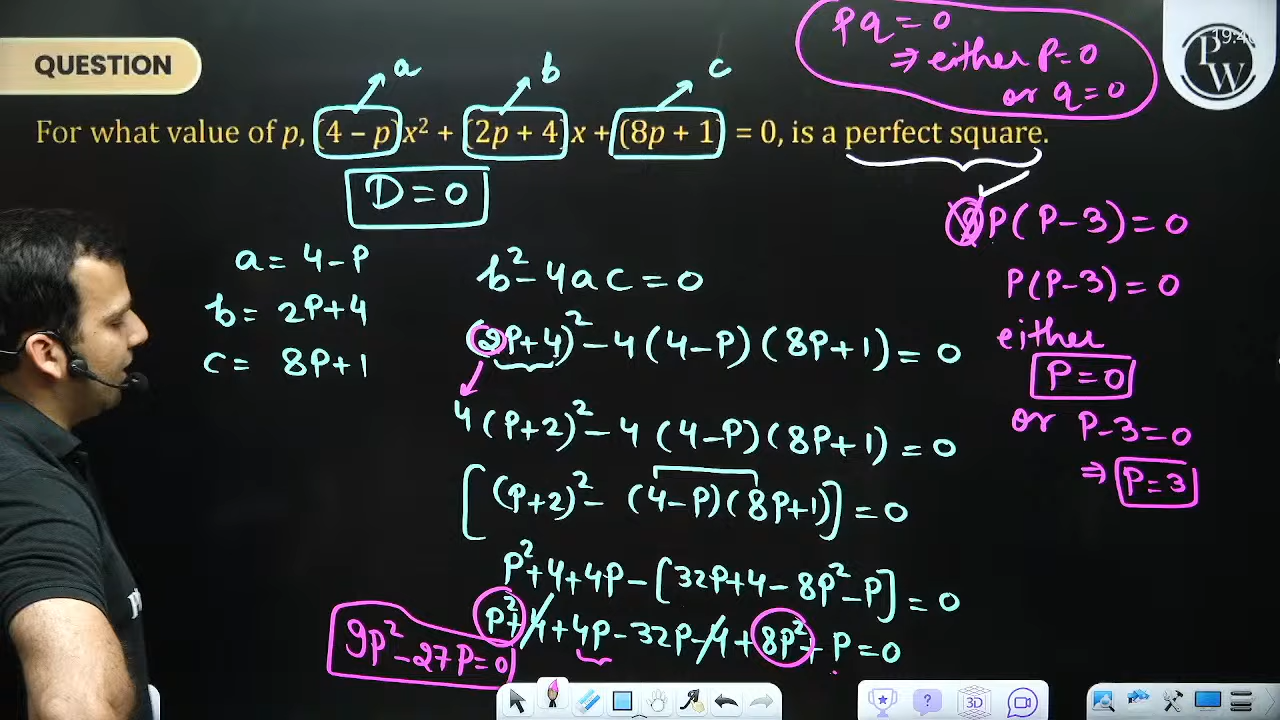 QUESTION
For what value of p, (4 – p)x² + (2p + 4)x + (8p + 1) = 0, is a perfect square.
a
b
c
pq = 0
⇒ either P = 0
or q = 0
PW
D = 0
a = 4 - P
b = 2P + 4
c = 8P + 1
b² - 4ac = 0
(2P + 4)² - 4(4 - P)(8P + 1) = 0
4(P + 2)² - 4(4 - P)(8P + 1) = 0
[(P + 2)² - (4 - P)(8P + 1)] = 0
P² + 4 + 4P - [32P + 4 - 8P² - P] = 0
P² + 4 + 4P - 32P - 4 + 8P² + P = 0
9P² - 27P = 0
9P(P - 3) = 0
P(P - 3) = 0
either
P = 0
or P - 3 = 0
⇒ P = 3
3D